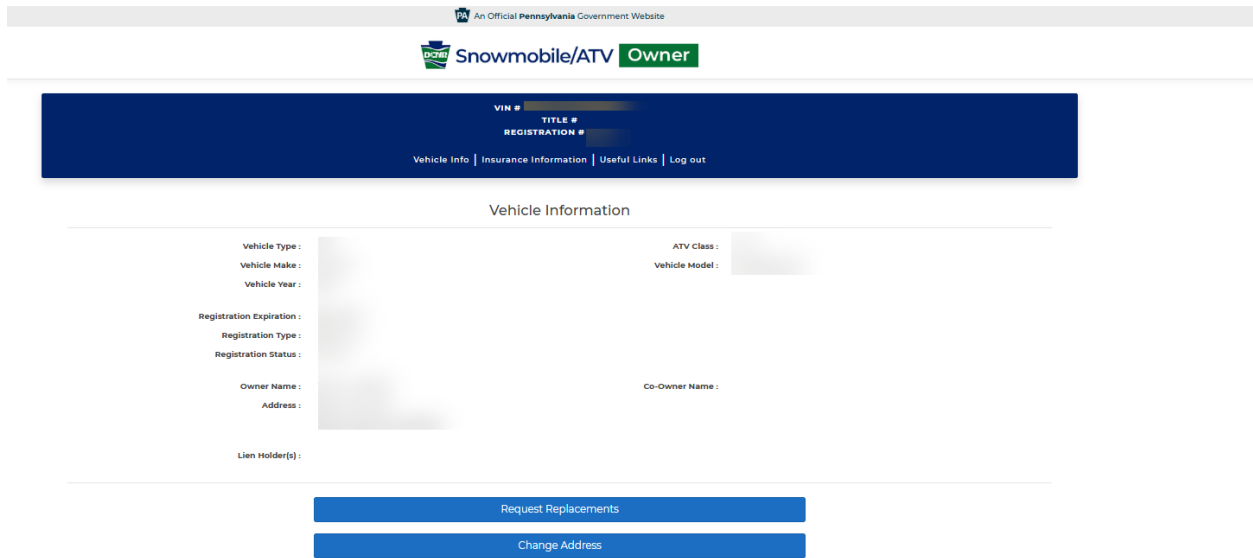 PA An Official Pennsylvania Government Website
DCNR Snowmobile/ATV Owner
VIN #
TITLE #
REGISTRATION #
Vehicle Info | Insurance Information | Useful Links | Log out
Vehicle Information
Vehicle Type :
ATV Class :
Vehicle Make :
Vehicle Model :
Vehicle Year :
Registration Expiration :
Registration Type :
Registration Status :
Owner Name :
Co-Owner Name :
Address :
Lien Holder(s) :
Request Replacements
Change Address